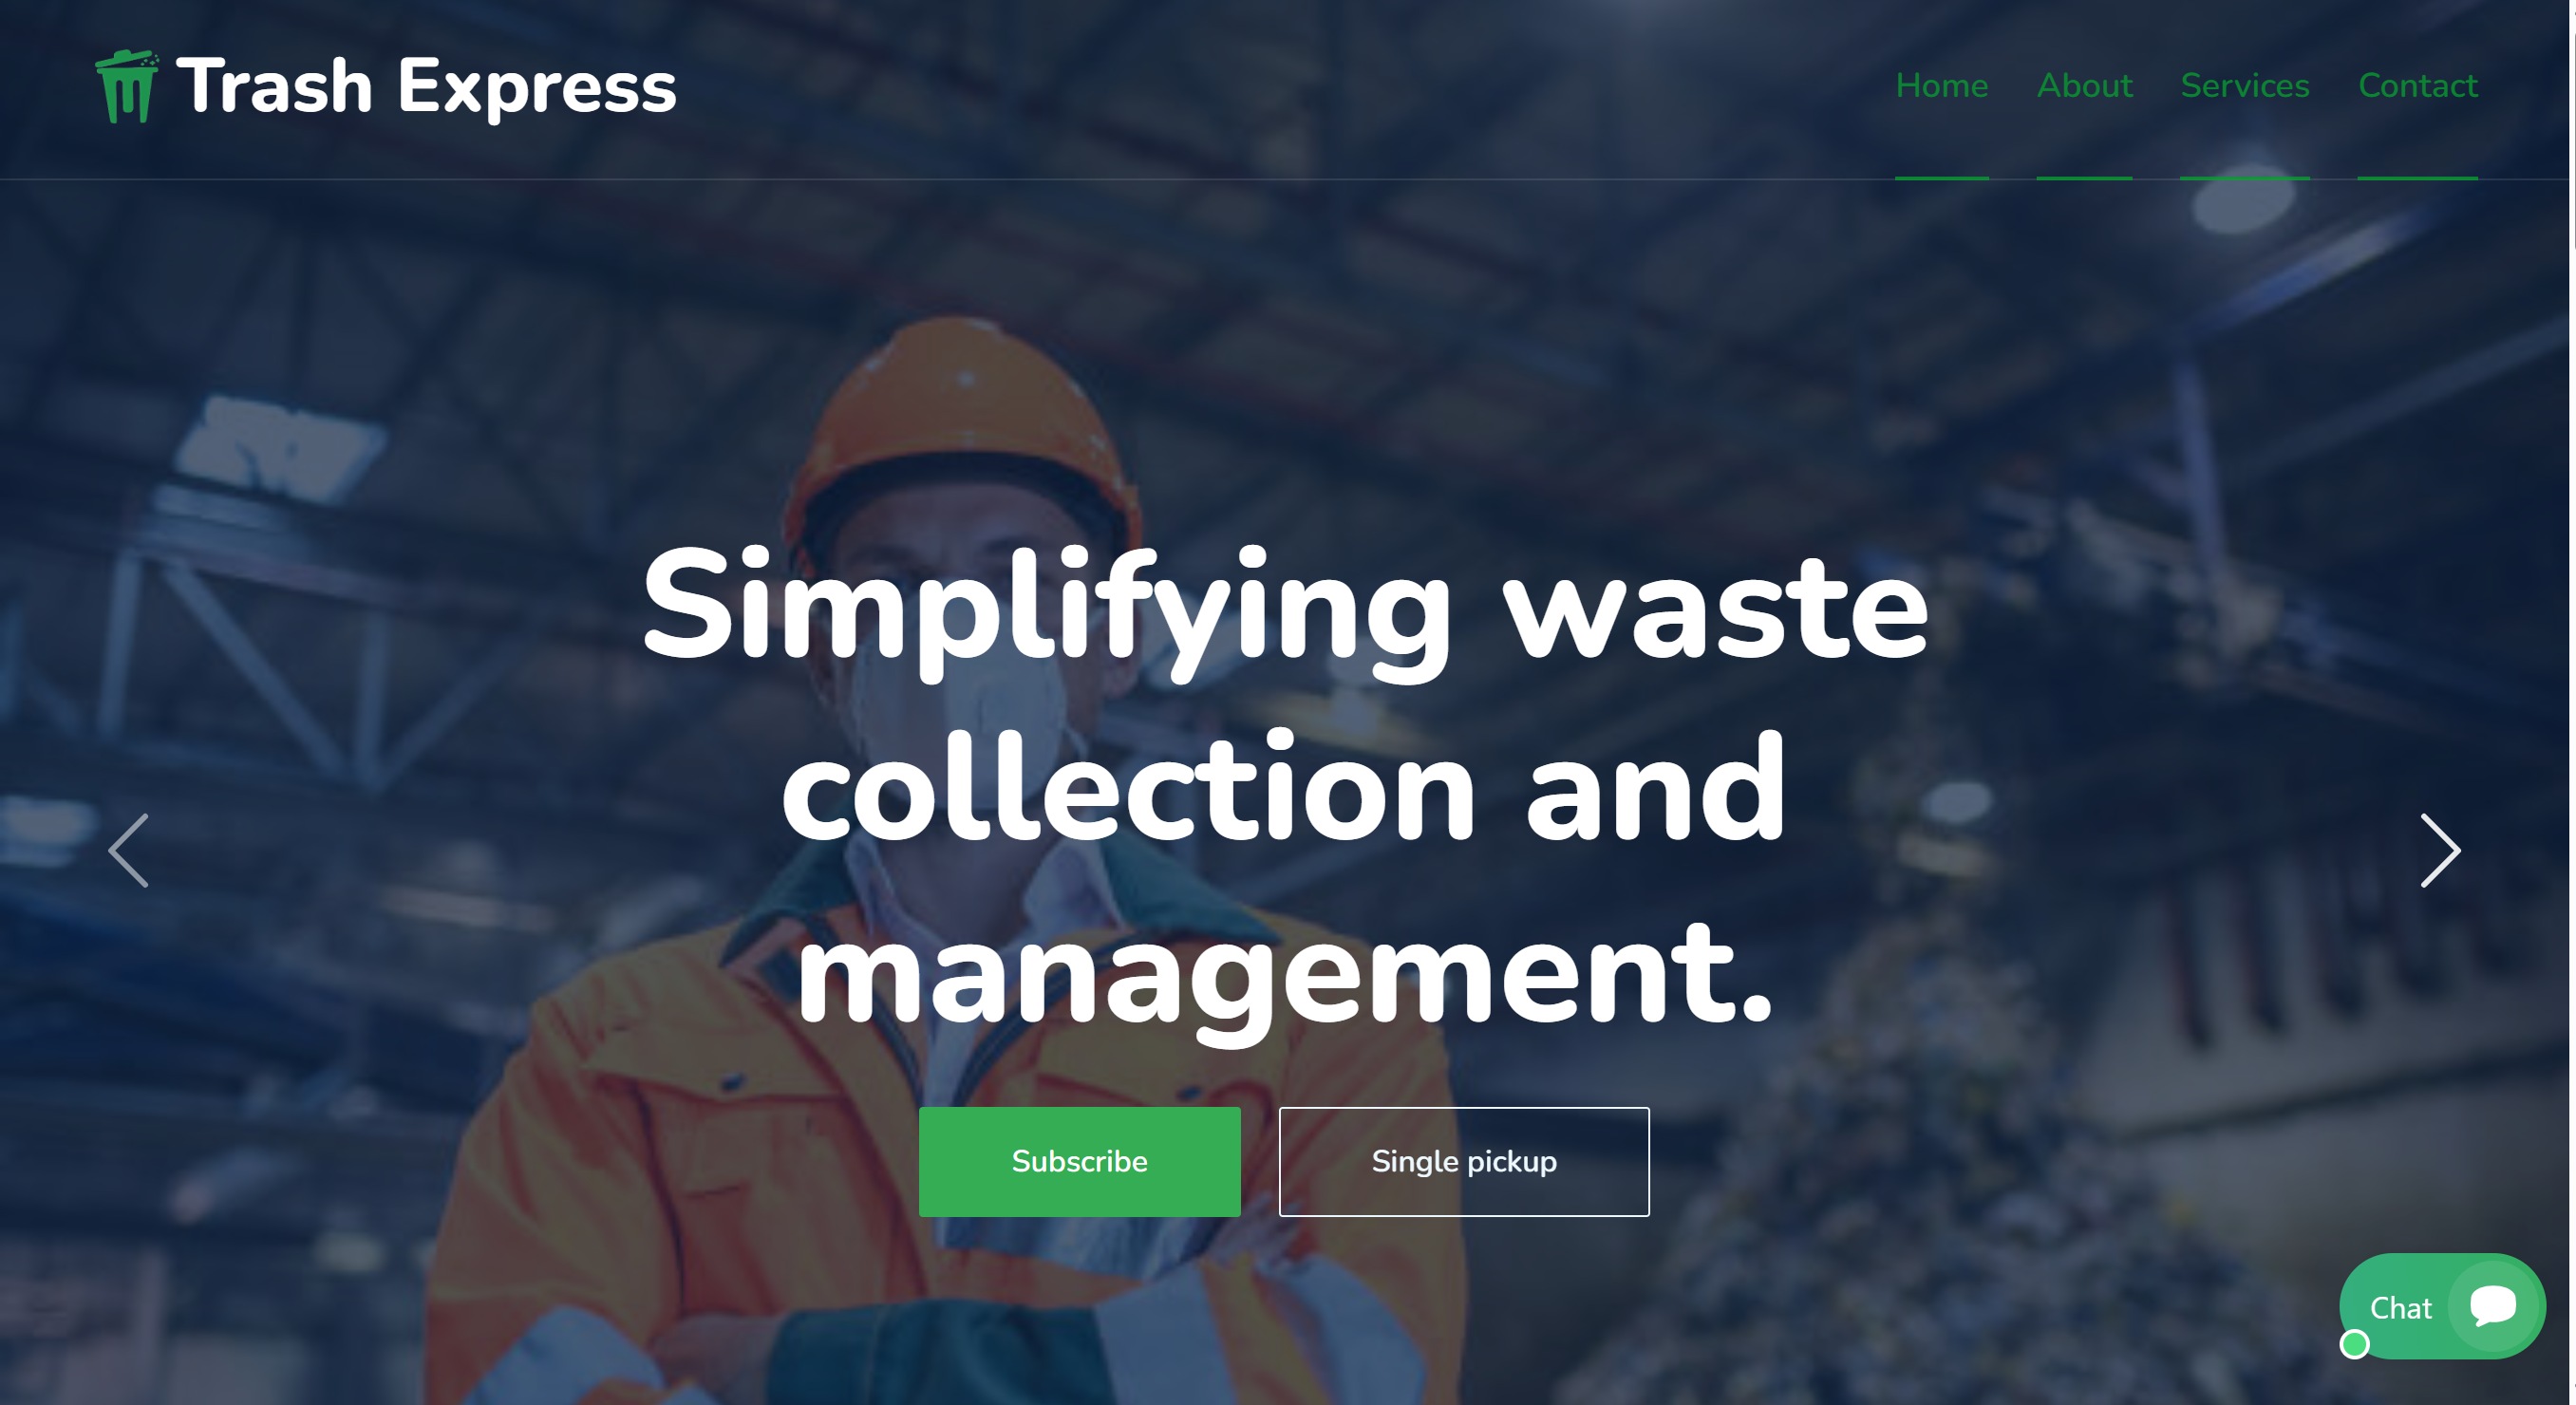 Trash Express
Home About Services Contact
Simplifying waste
collection and
management.
Subscribe Single pickup
Chat